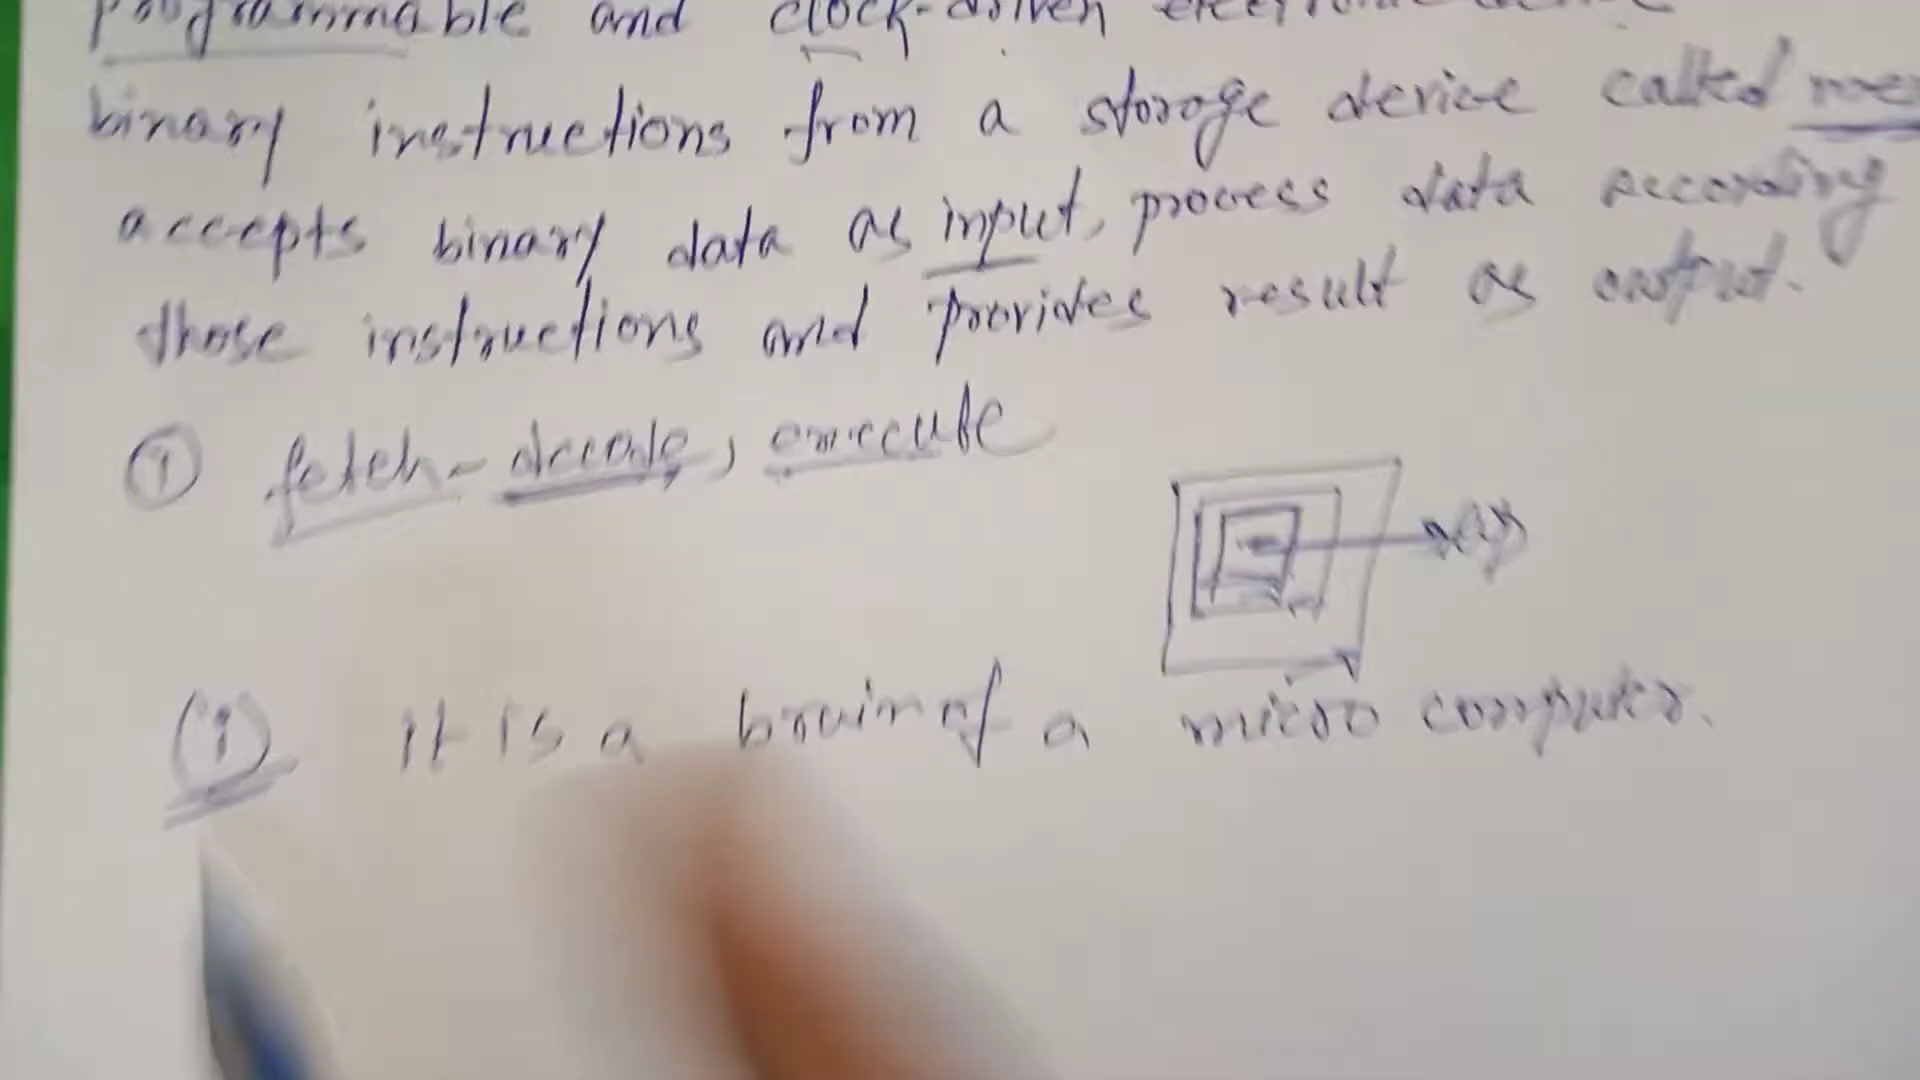 programmable and clock-driven electronic
binary instructions from a storage device called
accepts binary data as input, process data according
those instructions and provides result as output.
① fetch - decode, execute
(i) it is a brain of a micro computer.